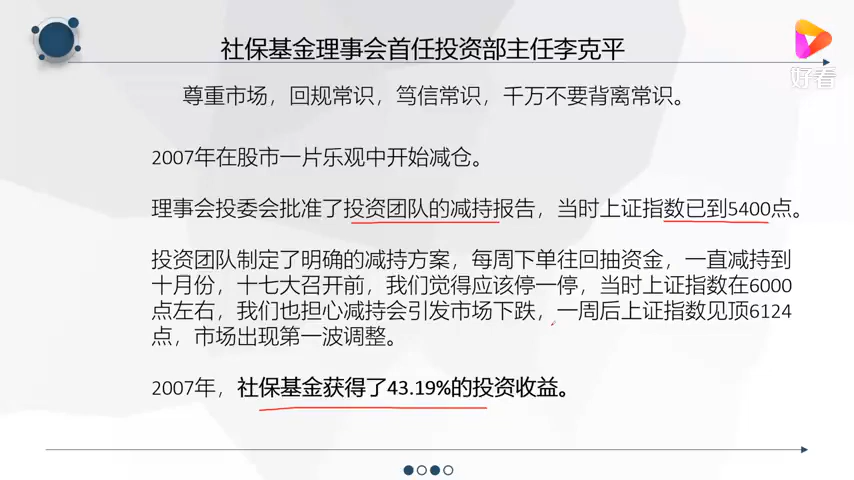 社保基金理事会首任投资部主任李克平
好看
尊重市场，回规常识，笃信常识，千万不要背离常识。
2007年在股市一片乐观中开始减仓。
理事会投委会批准了投资团队的减持报告，当时上证指数已到5400点。
投资团队制定了明确的减持方案，每周下单往回抽资金，一直减持到
十月份，十七大召开前，我们觉得应该停一停，当时上证指数在6000
点左右，我们也担心减持会引发市场下跌，一周后上证指数见顶6124
点，市场出现第一波调整。
2007年，社保基金获得了43.19%的投资收益。